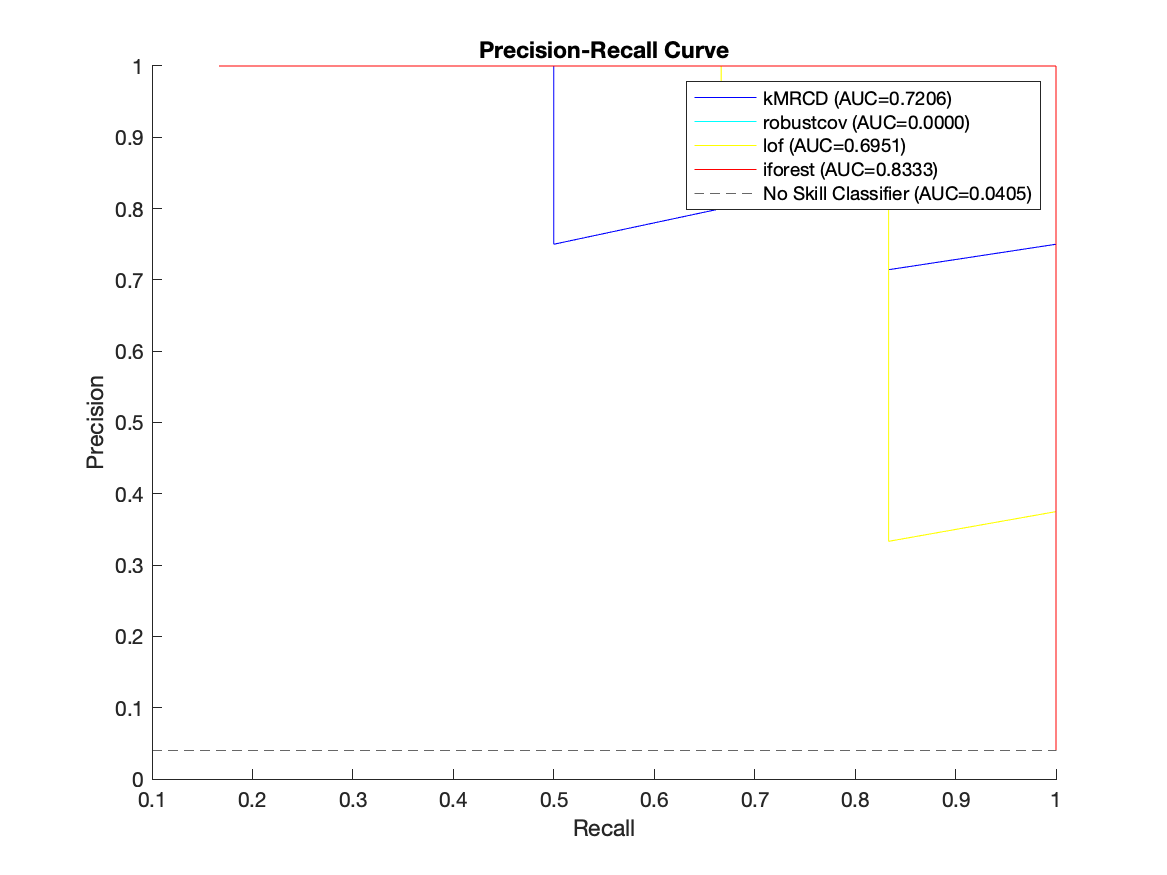 Precision-Recall Curve
kMRCD (AUC=0.7206)
robustcov (AUC=0.0000)
lof (AUC=0.6951)
iforest (AUC=0.8333)
No Skill Classifier (AUC=0.0405)
Precision
1
0.9
0.8
0.7
0.6
0.5
0.4
0.3
0.2
0.1
0
0.1 0.2 0.3 0.4 0.5 0.6 0.7 0.8 0.9 1
Recall